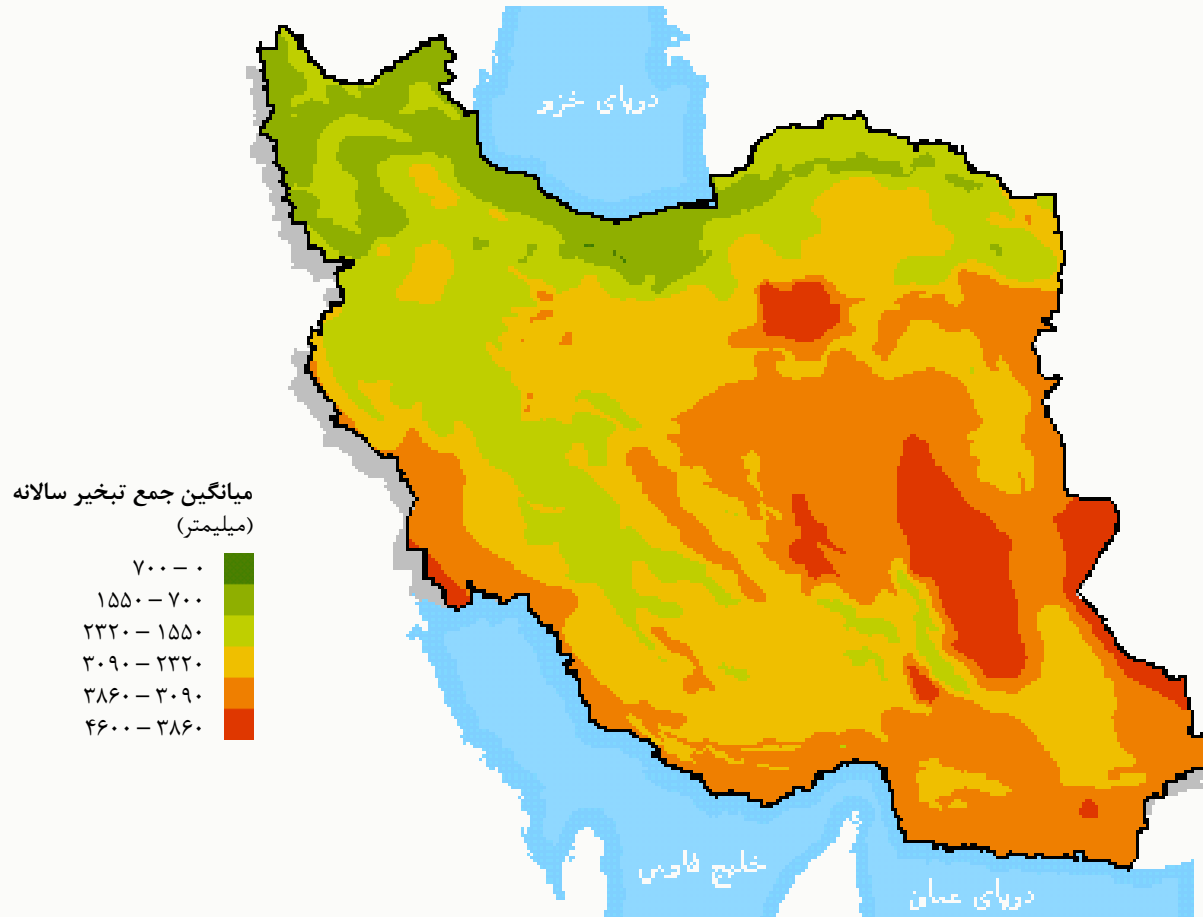 دریای خزر
میانگین جمع تبخیر سالانه
(میلیمتر)
۷۰۰ – ۰
۱۵۵۰ – ۷۰۰
۲۳۲۰ – ۱۵۵۰
۳۰۹۰ – ۲۳۲۰
۳۸۶۰ – ۳۰۹۰
۴۶۰۰ – ۳۸۶۰
خلیج فارس
دریای عمان